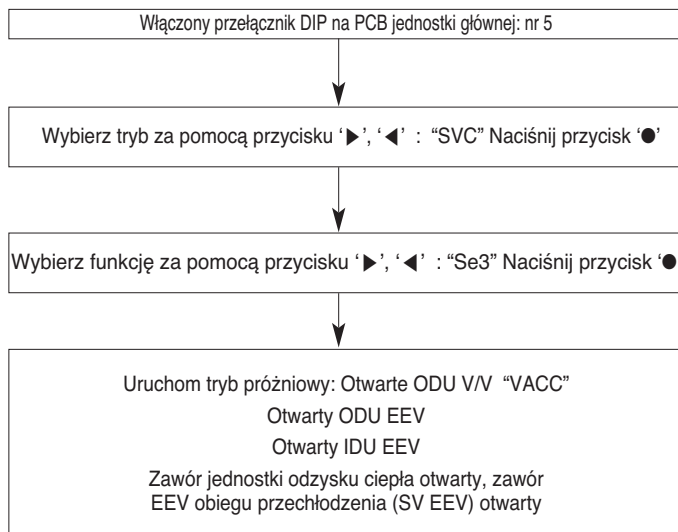 Włączony przełącznik DIP na PCB jednostki głównej: nr 5
Wybierz tryb za pomocą przycisku ‘▶’, ‘◀’ : “SVC” Naciśnij przycisk ‘●’
Wybierz funkcję za pomocą przycisku ‘▶’, ‘◀’ : “Se3” Naciśnij przycisk ‘●
Uruchom tryb próżniowy: Otwarte ODU V/V “VACC”
Otwarty ODU EEV
Otwarty IDU EEV
Zawór jednostki odzysku ciepła otwarty, zawór
EEV obiegu przechłodzenia (SV EEV) otwarty